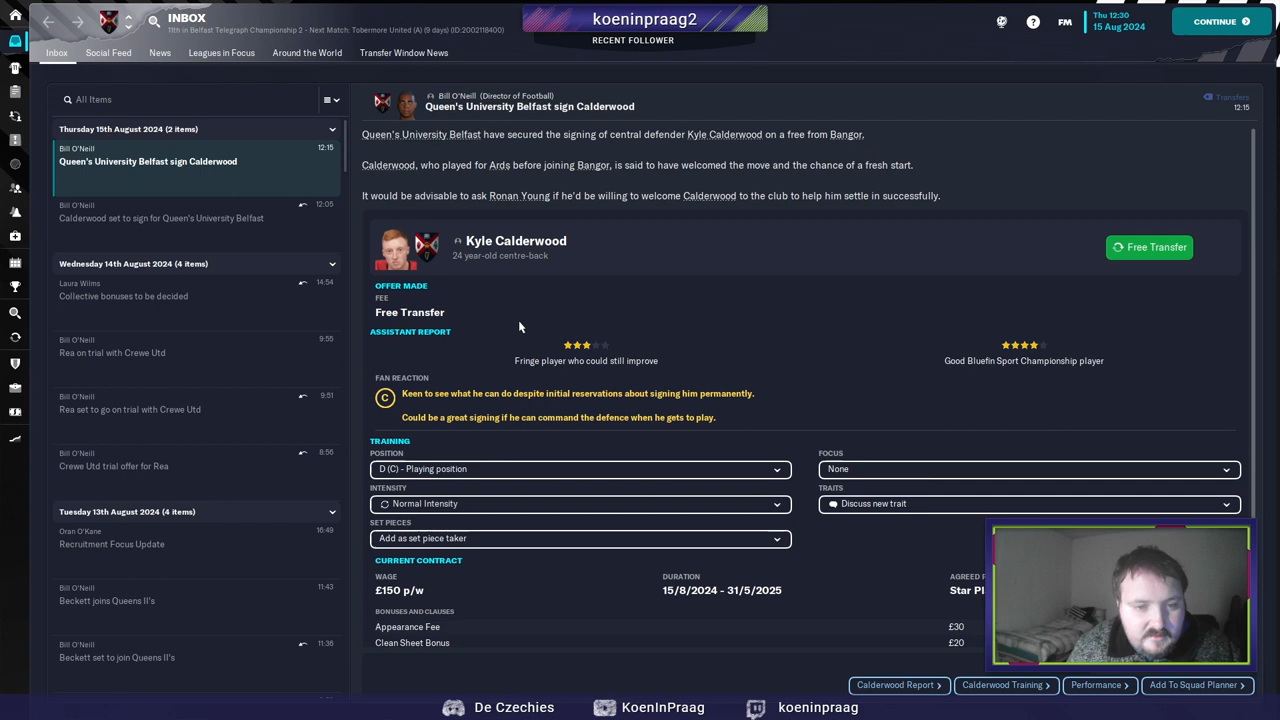 INBOX
11th in Belfast Telegraph Championship 2 - Next Match: Tobermore United (A) (9 days) (ID:2002118400)
koeninpraag2
RECENT FOLLOWER
FM
Thu 12:30
15 Aug 2024
CONTINUE
Inbox
Social Feed
News
Leagues in Focus
Around the World
Transfer Window News
All Items
Thursday 15th August 2024 (2 items)
Bill O'Neill
12:15
Queen's University Belfast sign Calderwood
Bill O'Neill
12:05
Calderwood set to sign for Queen's University Belfast
Wednesday 14th August 2024 (4 items)
Laura Wilms
14:54
Collective bonuses to be decided
Bill O'Neill
9:55
Rea on trial with Crewe Utd
Bill O'Neill
9:51
Rea set to go on trial with Crewe Utd
Bill O'Neill
8:56
Crewe Utd trial offer for Rea
Tuesday 13th August 2024 (4 items)
Oran O'Kane
16:49
Recruitment Focus Update
Bill O'Neill
11:43
Beckett joins Queens II's
Bill O'Neill
11:36
Beckett set to join Queens II's
Bill O'Neill (Director of Football)
Queen's University Belfast sign Calderwood
Transfers
12:15
Queen's University Belfast have secured the signing of central defender Kyle Calderwood on a free from Bangor.
Calderwood, who played for Ards before joining Bangor, is said to have welcomed the move and the chance of a fresh start.
It would be advisable to ask Ronan Young if he'd be willing to welcome Calderwood to the club to help him settle in successfully.
Kyle Calderwood
24 year-old centre-back
Free Transfer
OFFER MADE
FEE
Free Transfer
ASSISTANT REPORT
Fringe player who could still improve
Good Bluefin Sport Championship player
FAN REACTION
C
Keen to see what he can do despite initial reservations about signing him permanently.
Could be a great signing if he can command the defence when he gets to play.
TRAINING
POSITION
FOCUS
D (C) - Playing position
None
INTENSITY
TRAITS
Normal Intensity
Discuss new trait
SET PIECES
Add as set piece taker
CURRENT CONTRACT
WAGE
DURATION
AGREED P
£150 p/w
15/8/2024 - 31/5/2025
Star Pl
BONUSES AND CLAUSES
Appearance Fee
£30
Clean Sheet Bonus
£20
Calderwood Report
Calderwood Training
Performance
Add To Squad Planner
De Czechies
KoenInPraag
koeninpraag